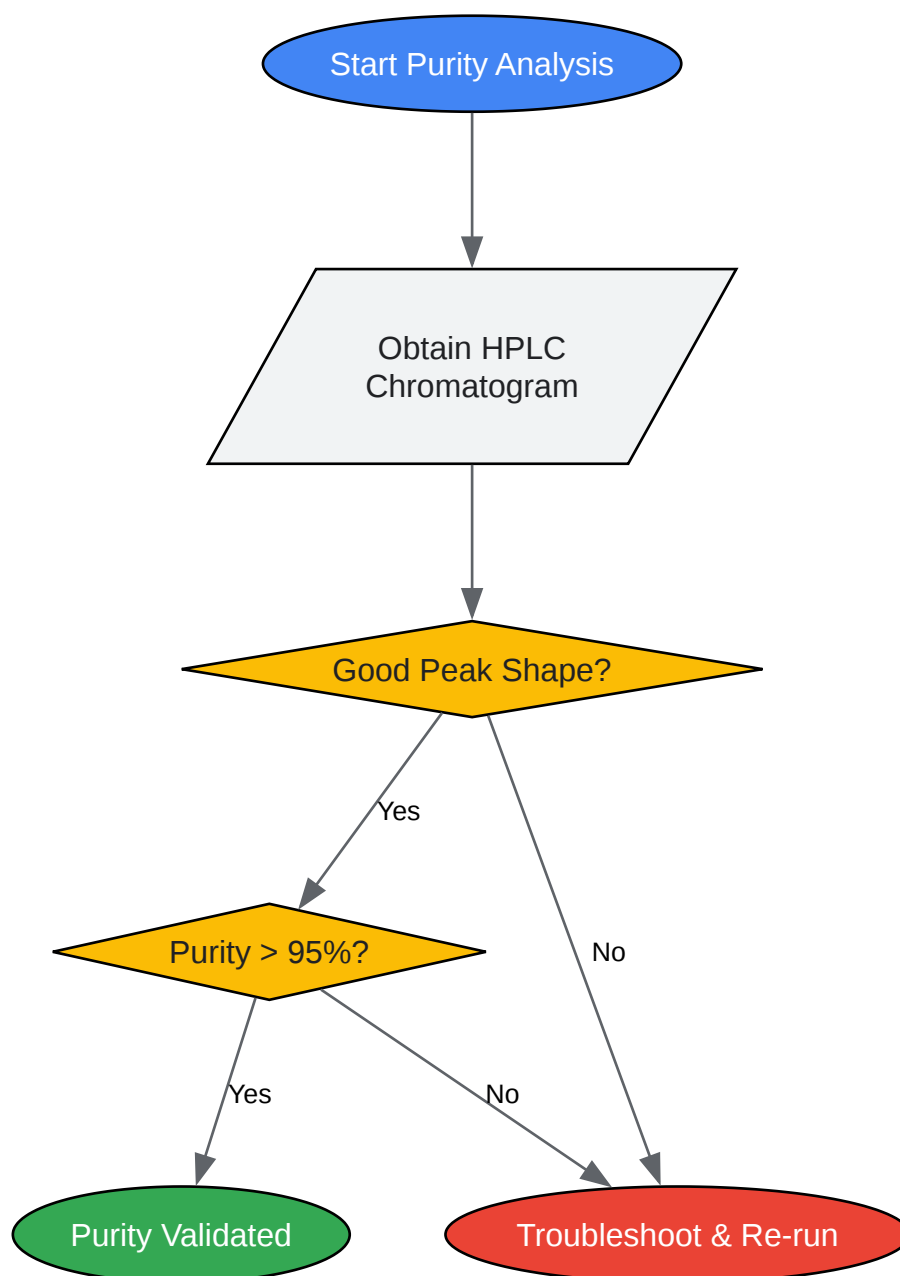 Start Purity Analysis
Obtain HPLC
Chromatogram
Good Peak Shape?
Yes
Purity > 95%?
No
Yes
No
Purity Validated
Troubleshoot & Re-run